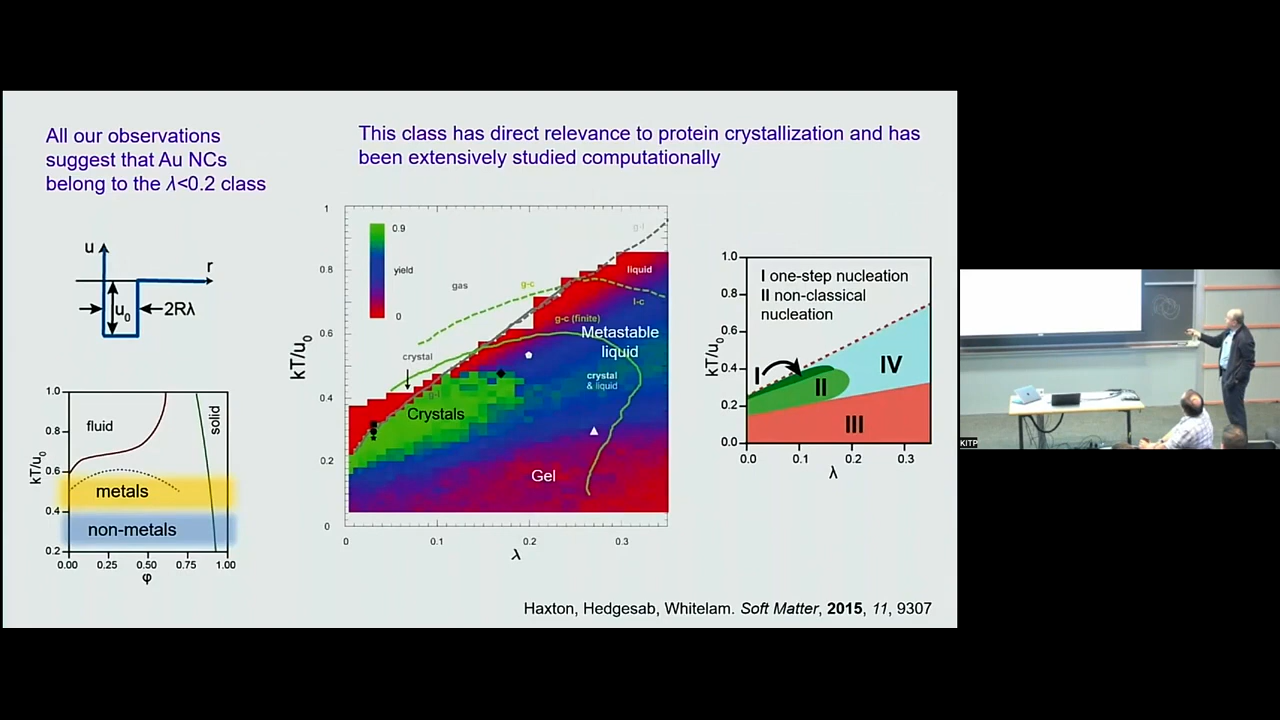 All our observations
suggest that Au NCs
belong to the λ<0.2 class
This class has direct relevance to protein crystallization and has
been extensively studied computationally
u
r
u0
2Rλ
1.0
0.8
0.6
0.4
0.2
kT/u0
fluid
solid
metals
non-metals
0.00
0.25
0.50
0.75
1.00
φ
1
0.8
0.6
0.4
0.2
0
kT/u0
0.9
yield
0
gas
g-c
g-l
liquid
l-c
g-c (finite)
Metastable
liquid
crystal
crystal
& liquid
g-l
Crystals
Gel
0
0.1
0.2
0.3
λ
1.0
0.8
0.6
0.4
0.2
0.0
kT/u0
I one-step nucleation
II non-classical
nucleation
I
II
IV
III
0.0
0.1
0.2
0.3
λ
Haxton, Hedgesab, Whitelam. Soft Matter, 2015, 11, 9307
KITP